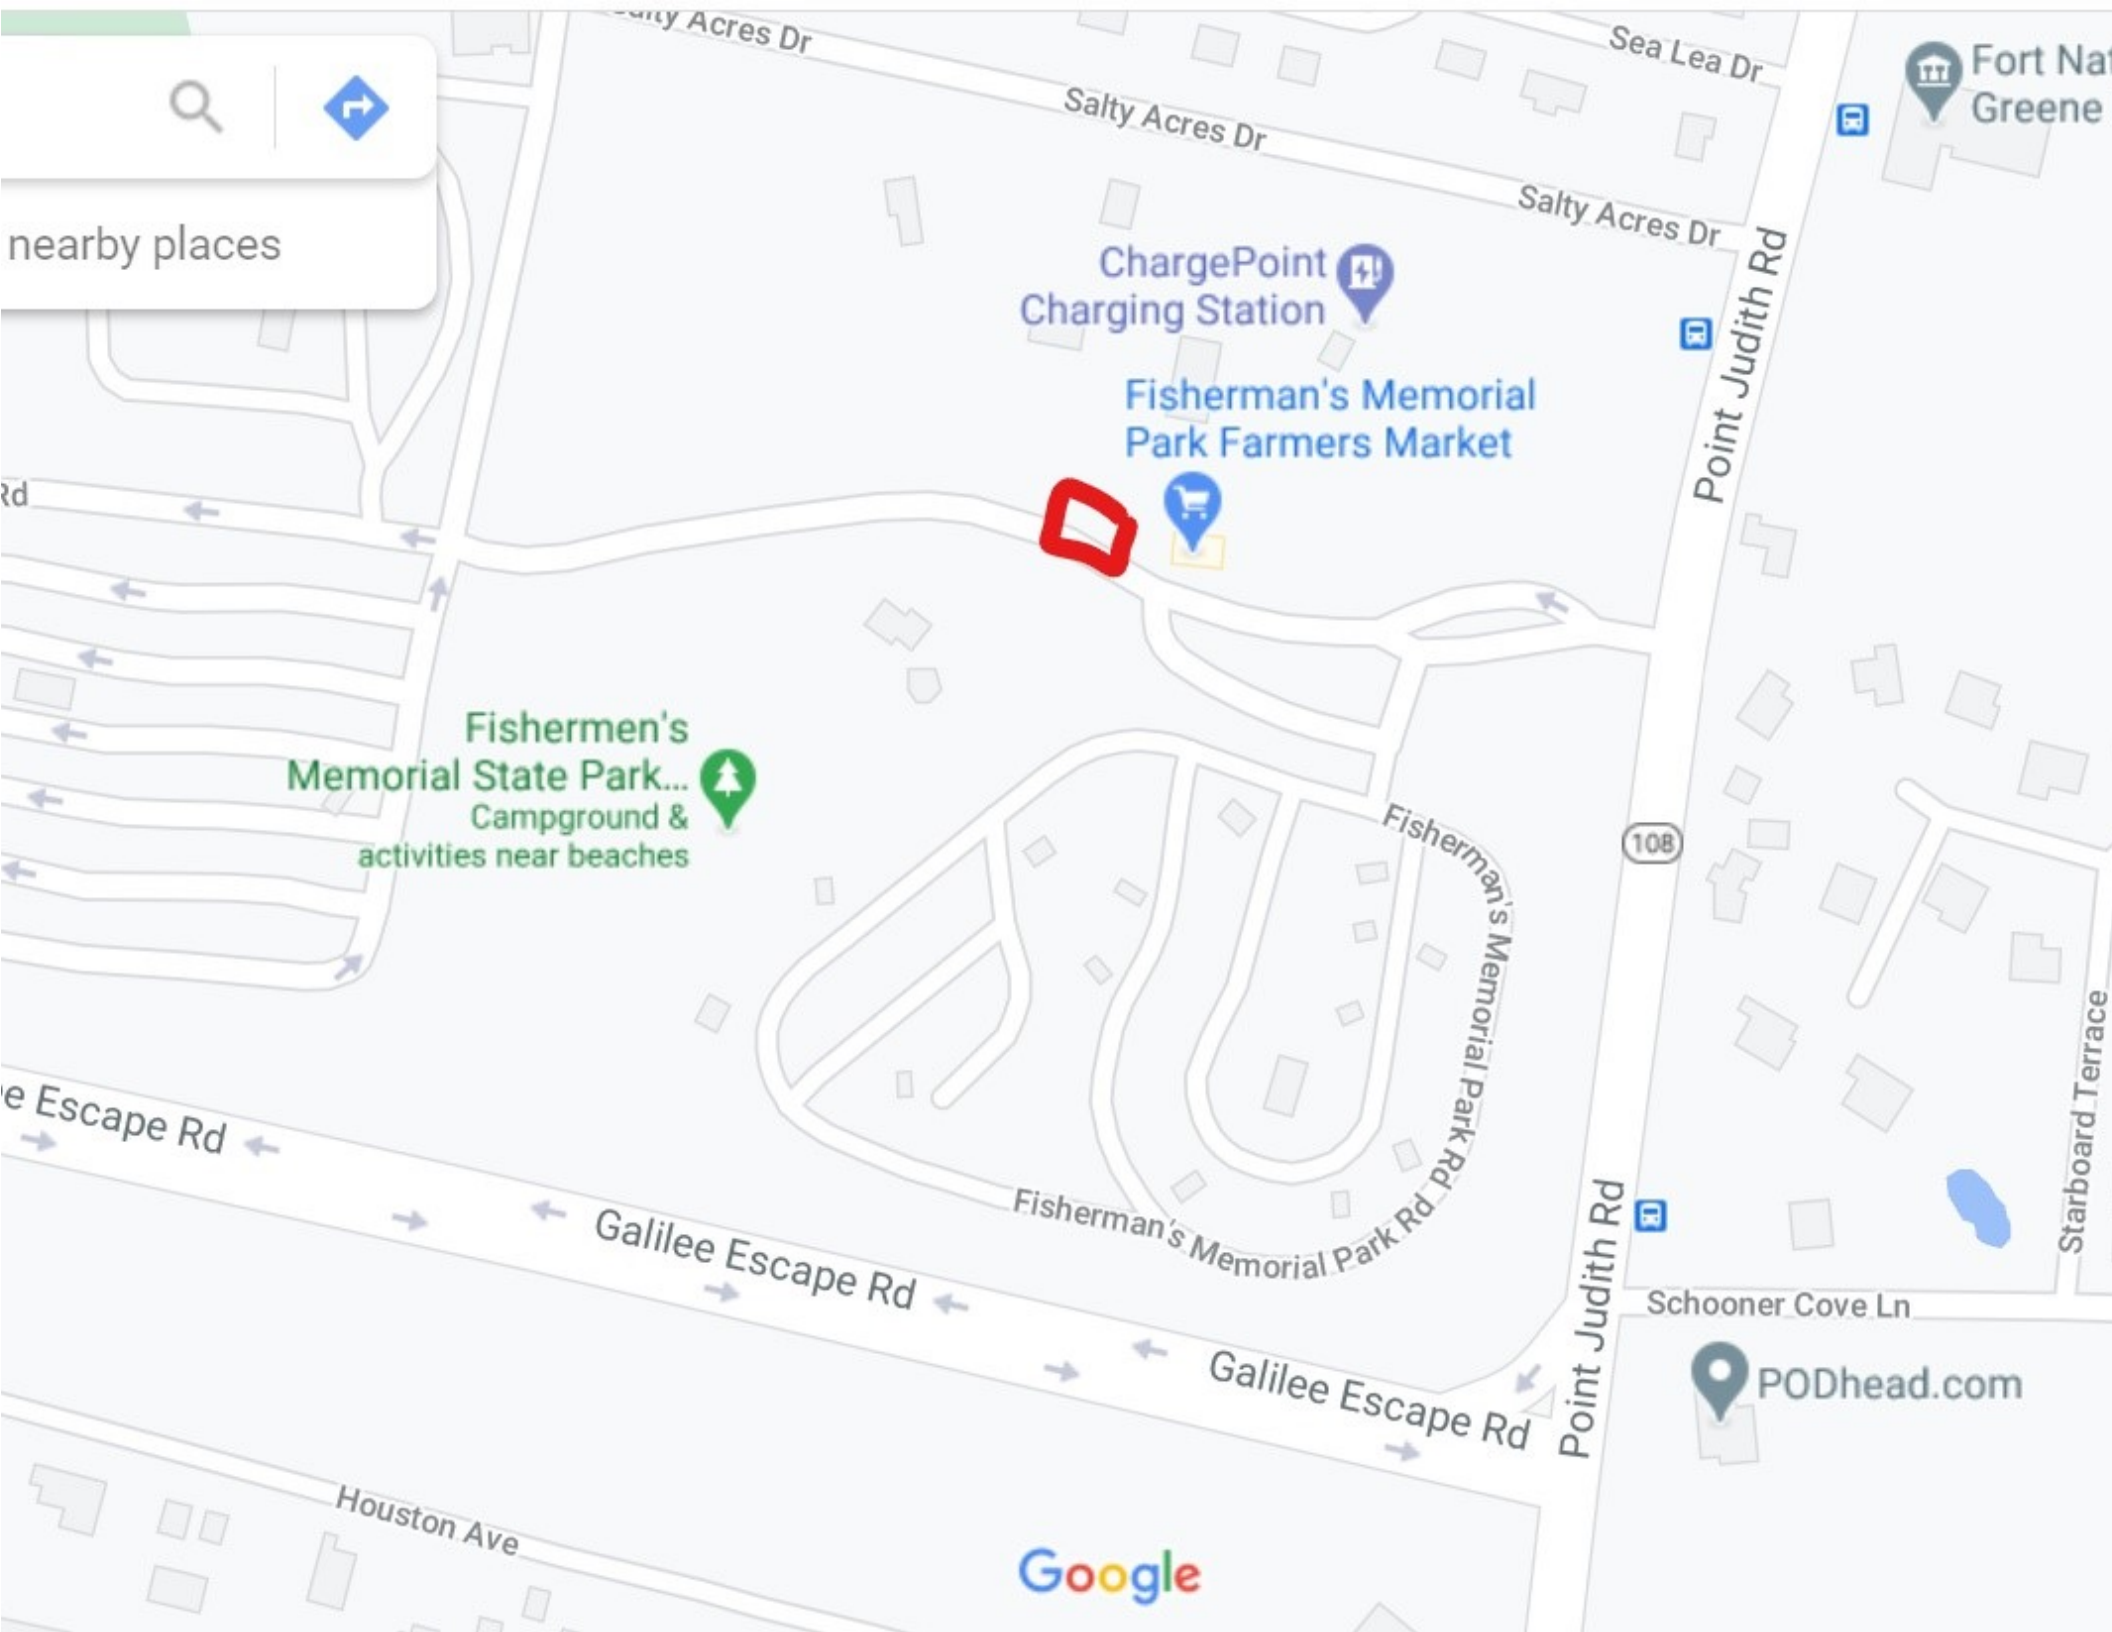 alty Acres Dr
Sea Lea Dr
Fort Nat
Greene
Salty Acres Dr
Salty Acres Dr
nearby places
ChargePoint
Charging Station
Point Judith Rd
Fisherman's Memorial
Park Farmers Market
Rd
Fishermen's
Memorial State Park...
Campground &
activities near beaches
Fisherman's Memorial Park Rd
108
Starboard Terrace
e Escape Rd
Galilee Escape Rd
Fisherman's Memorial Park Rd
Point Judith Rd
Schooner Cove Ln
Galilee Escape Rd
PODhead.com
Houston Ave
Google